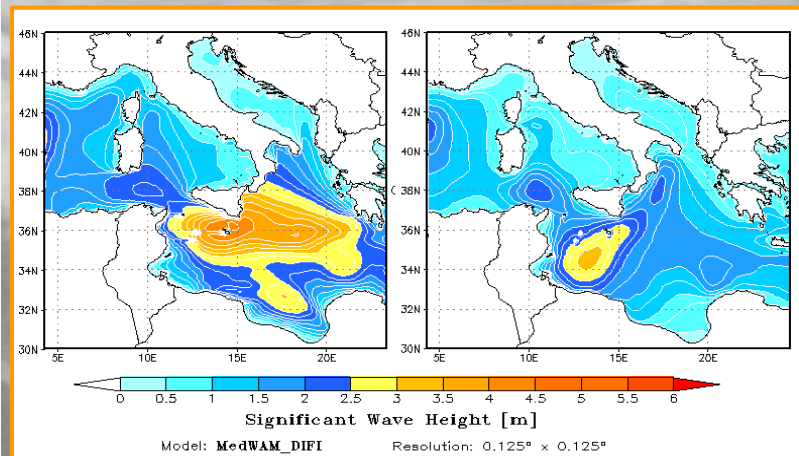 46N 46N
44N 44N
42N 42N
40N 40N
38N 38N
36N 36N
34N 34N
32N 32N
30N 30N
5E 10E 15E 20E 5E 10E 15E 20E
0 0.5 1 1.5 2 2.5 3 3.5 4 4.5 5 5.5 6
Significant Wave Height [m]
Model: MedWAM_DIFI Resolution: 0.125° × 0.125°